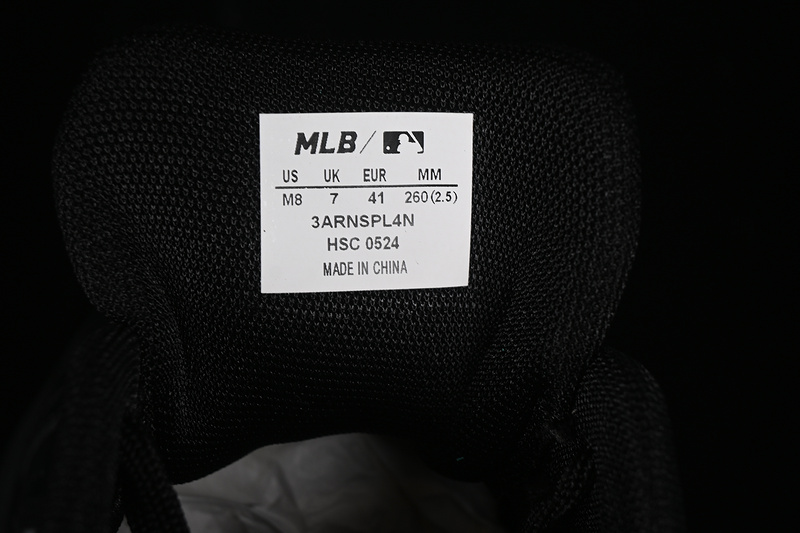 MLB /
US UK EUR MM
M8 7 41 260(2.5)
3ARNSPL4N
HSC 0524
MADE IN CHINA